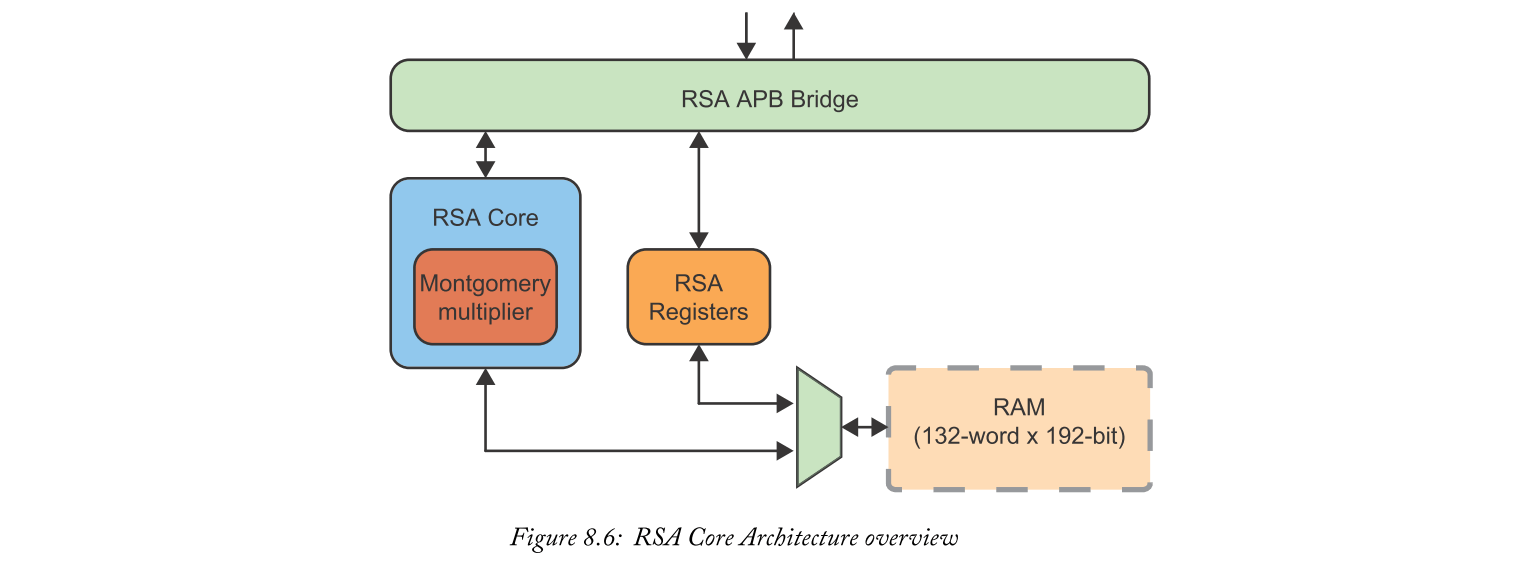 RSA APB Bridge
RSA Core
Montgomery
multiplier
RSA
Registers
RAM
(132-word x 192-bit)
Figure 8.6: RSA Core Architecture overview